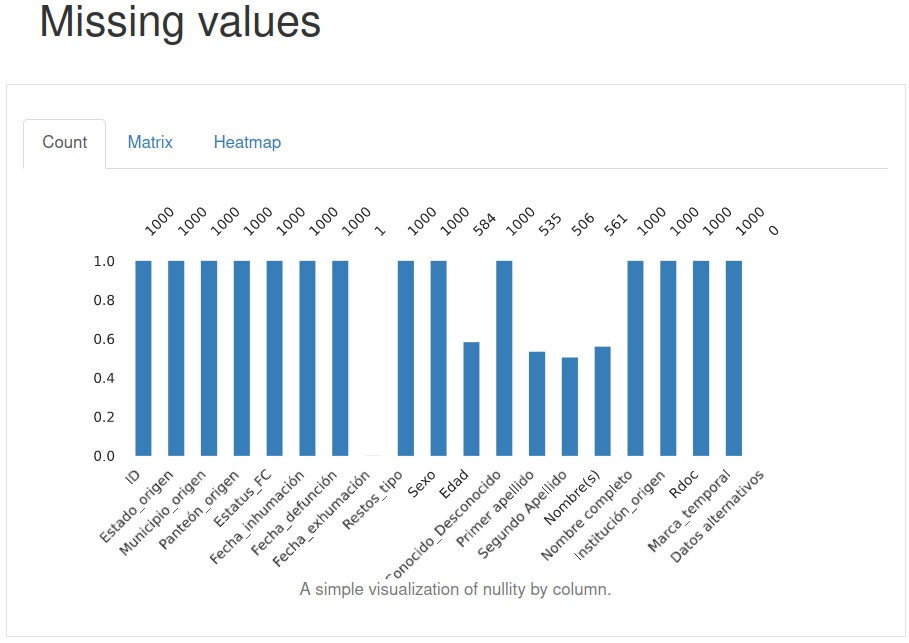 Missing values
Count Matrix Heatmap
1000 1000 1000 1000 1000 1000 1000 1 1000 1000 584 1000 535 506 561 1000 1000 1000 1000 0
1.0
0.8
0.6
0.4
0.2
0.0
ID
Estado_origen
Municipio_origen
Panteón_origen
Estatus_FC
Fecha_inhumación
Fecha_defunción
Fecha_exhumación
Restos_tipo
Sexo
Edad
Conocido_Desconocido
Primer apellido
Segundo Apellido
Nombre(s)
Nombre completo
Institución_origen
Rdoc
Marca_temporal
Datos alternativos
A simple visualization of nullity by column.